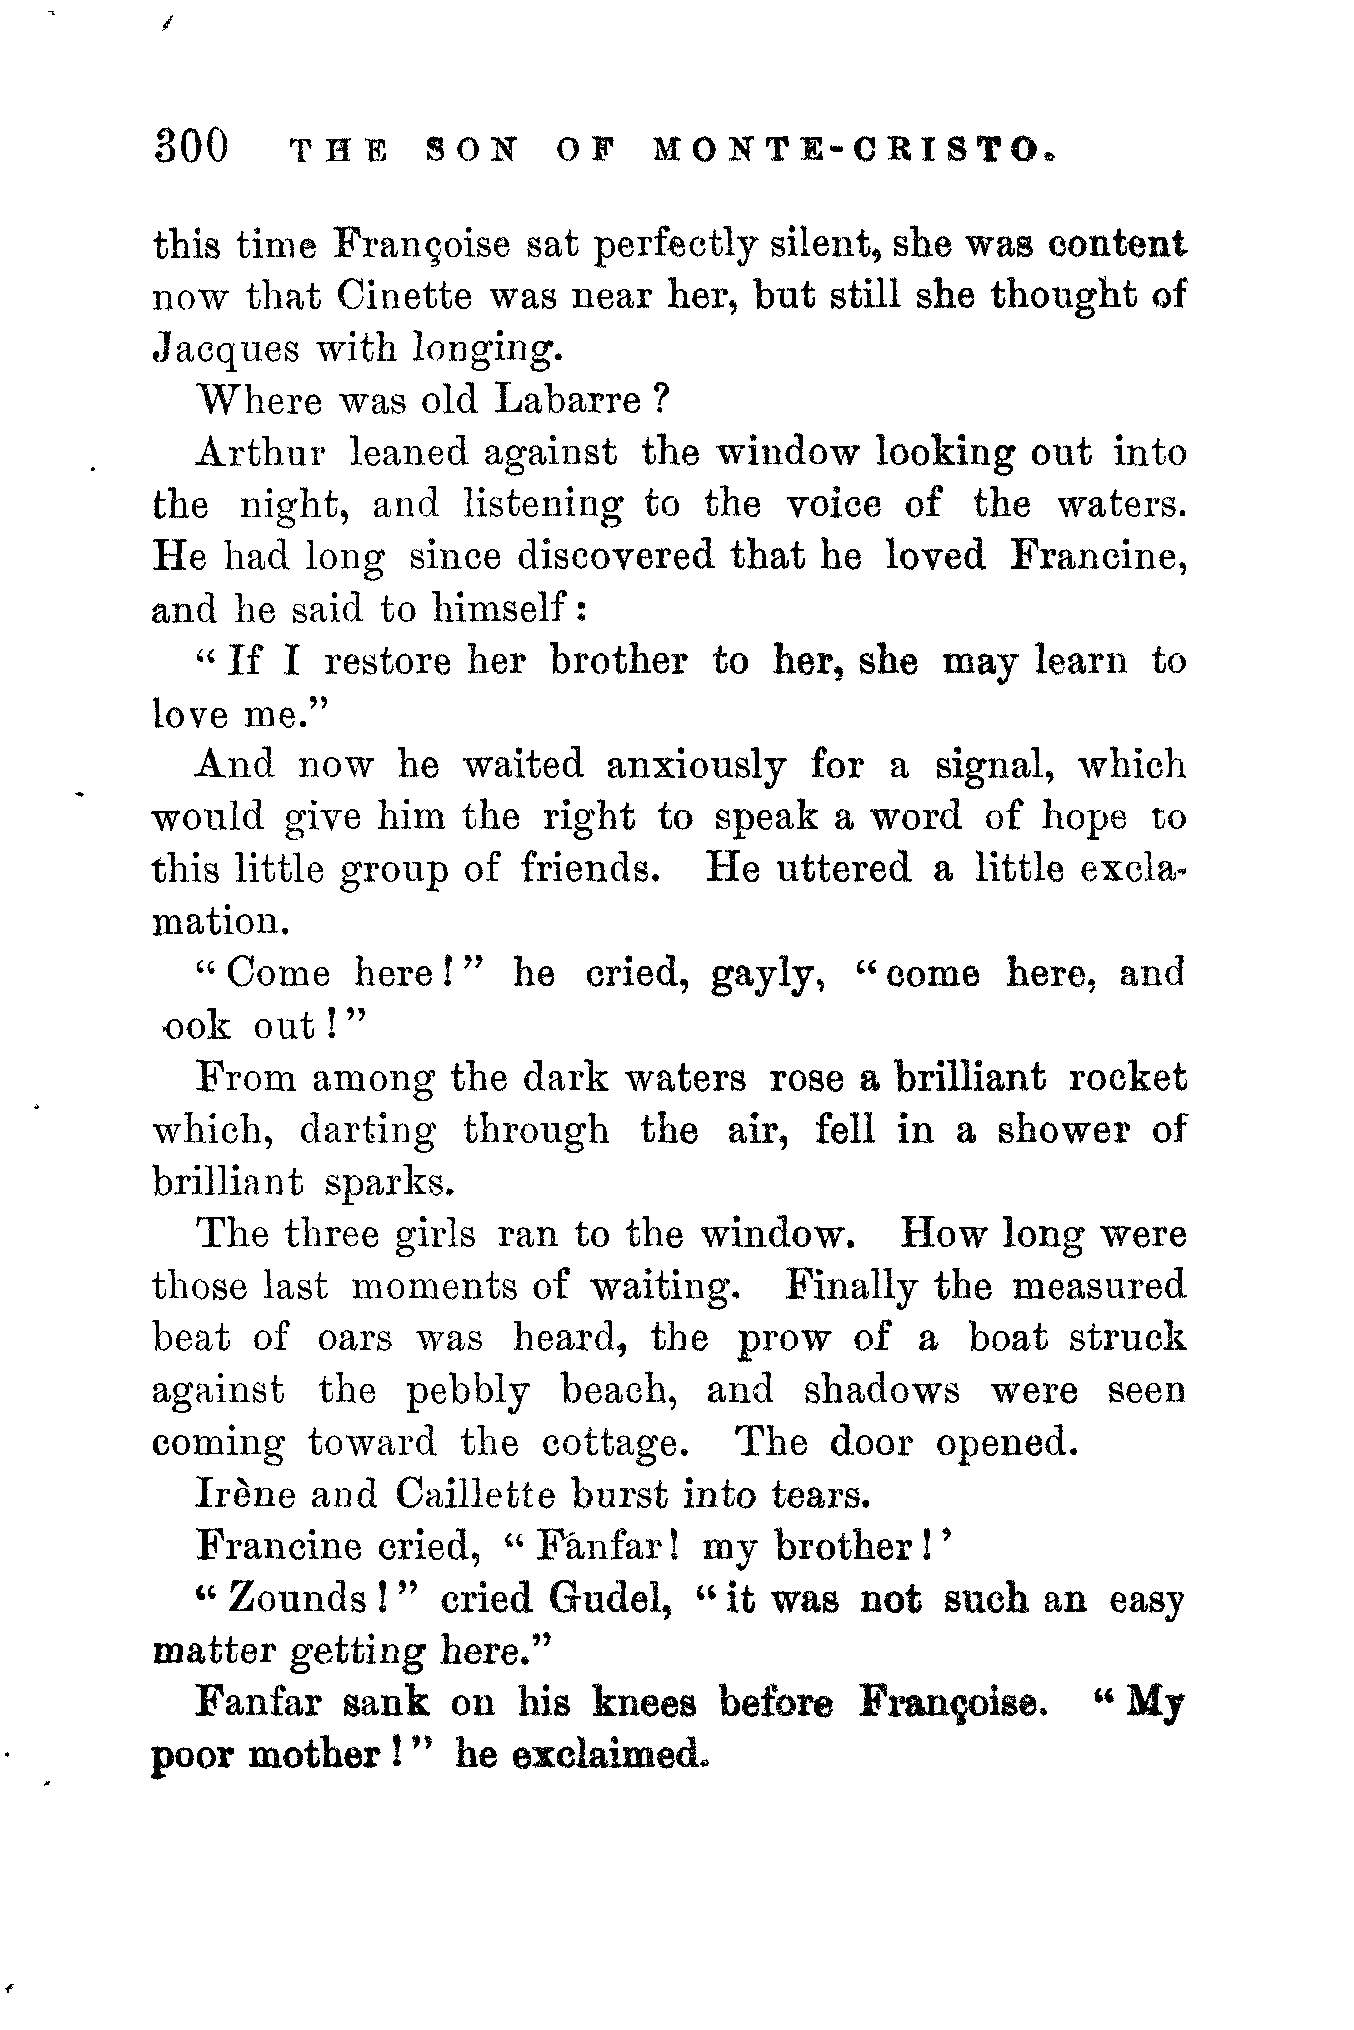 300 THE SON OF MONTE-CRISTO.
this time Françoise sat perfectly silent, she was content
now that Cinette was near her, but still she thought of
Jacques with longing.
Where was old Labarre?
Arthur leaned against the window looking out into
the night, and listening to the voice of the waters.
He had long since discovered that he loved Francine,
and he said to himself:
"If I restore her brother to her, she may learn to
love me."
And now he waited anxiously for a signal, which
would give him the right to speak a word of hope to
this little group of friends. He uttered a little excla-
mation.
"Come here!" he cried, gayly, "come here, and
ook out!"
From among the dark waters rose a brilliant rocket
which, darting through the air, fell in a shower of
brilliant sparks.
The three girls ran to the window. How long were
those last moments of waiting. Finally the measured
beat of oars was heard, the prow of a boat struck
against the pebbly beach, and shadows were seen
coming toward the cottage. The door opened.
Irène and Caillette burst into tears.
Francine cried, "Fanfar! my brother!'
"Zounds!" cried Gudel, "it was not such an easy
matter getting here."
Fanfar sank on his knees before Françoise. "My
poor mother!" he exclaimed.